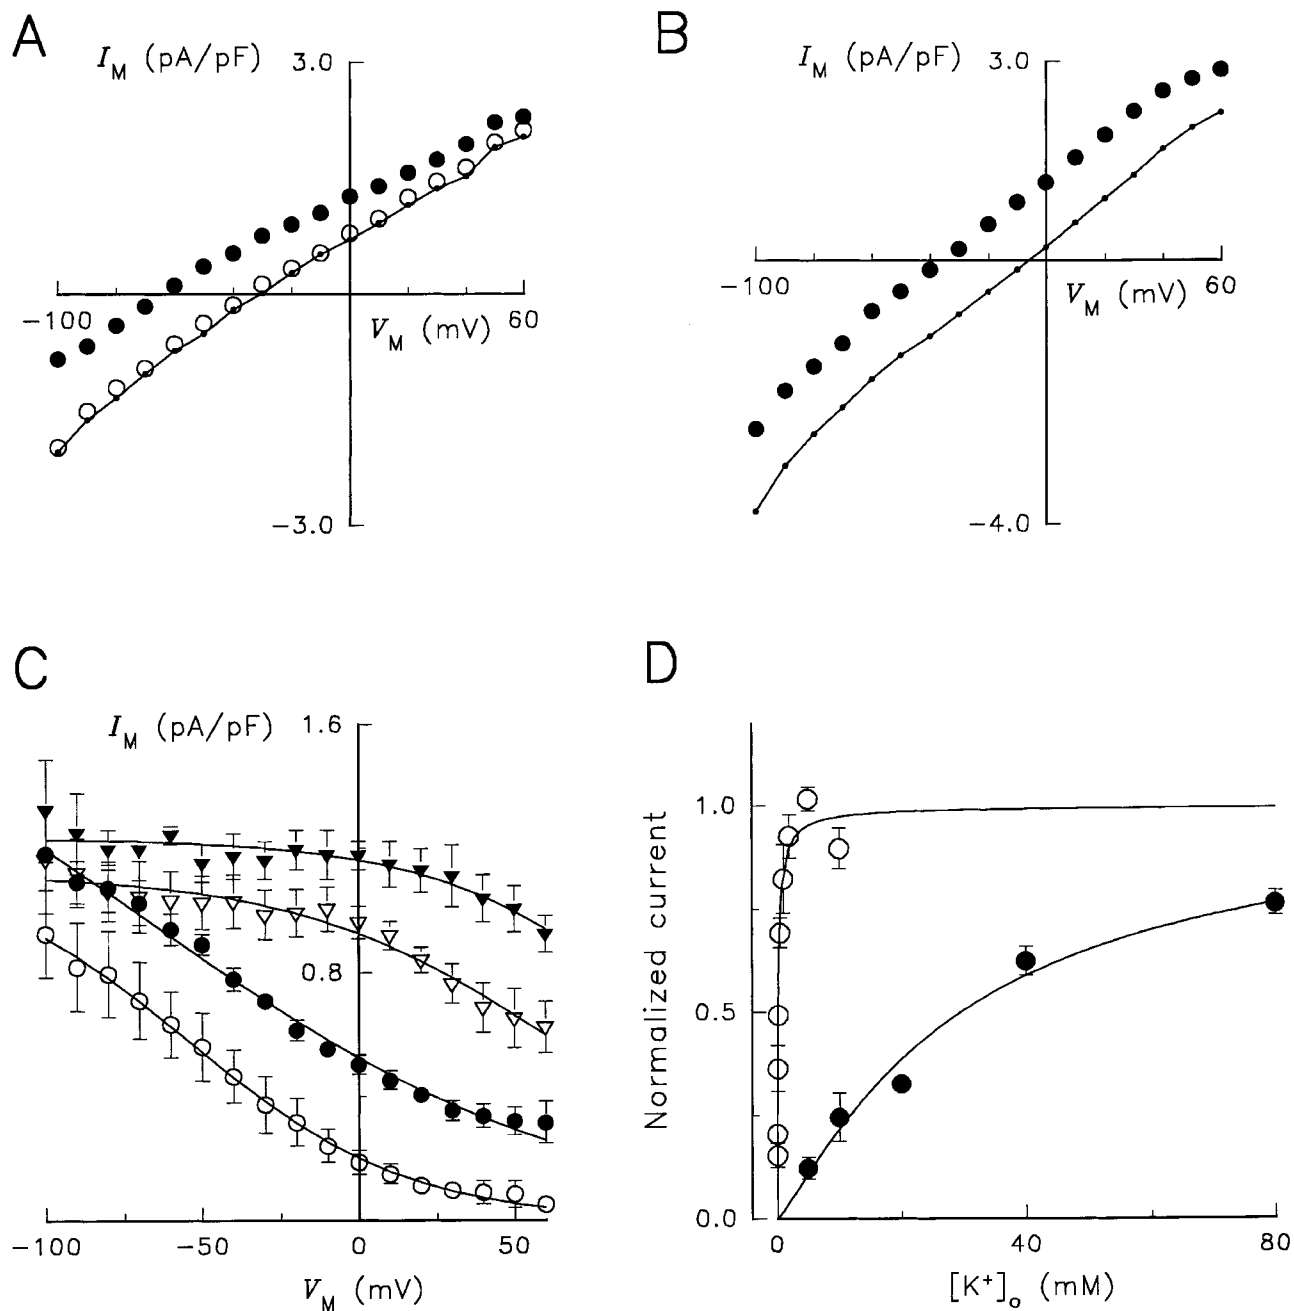 A
I_M (pA/pF)
3.0
−100
V_M (mV)
60
−3.0
B
I_M (pA/pF)
3.0
−100
V_M (mV)
60
−4.0
C
I_M (pA/pF)
1.6
0.8
−100
−50
0
50
V_M (mV)
D
Normalized current
1.0
0.5
0.0
0
40
80
[K⁺]ₒ (mM)